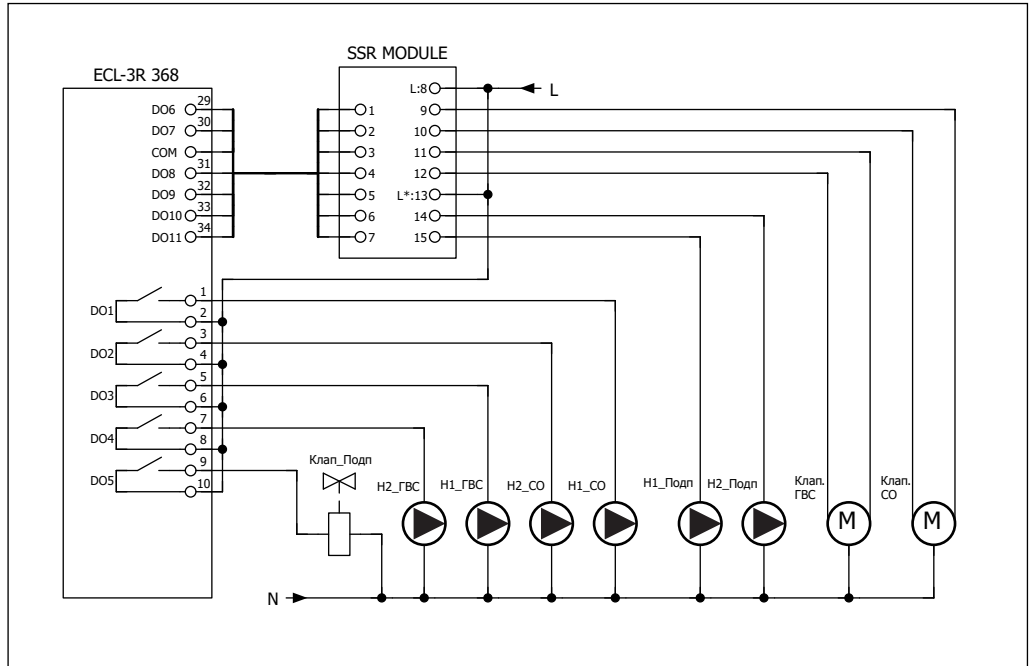 SSR MODULE
ECL-3R 368
L:8
L
DO6 29 1 9
DO7 30 2 10
COM 3 11
DO8 31 4 12
DO9 32 5 L*:13
DO10 33 6 14
DO11 34 7 15
DO1 1
2
DO2 3
4
DO3 5
6
DO4 7
8
DO5 9
10
Клап_Подп
Н2_ГВС
Н1_ГВС
Н2_СО
Н1_СО
Н1_Подп
Н2_Подп
Клап.
ГВС
Клап.
СО
M
M
N